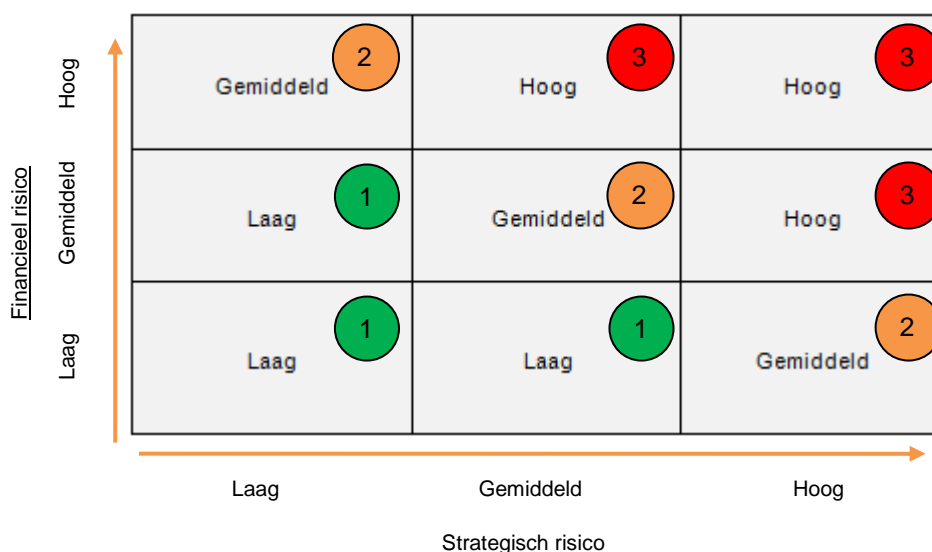 Financieel risico
Hoog
Gemiddeld
Laag
2
3
3
Gemiddeld
Hoog
Hoog
1
2
3
Laag
Gemiddeld
Hoog
1
1
2
Laag
Laag
Gemiddeld
Laag
Gemiddeld
Hoog
Strategisch risico